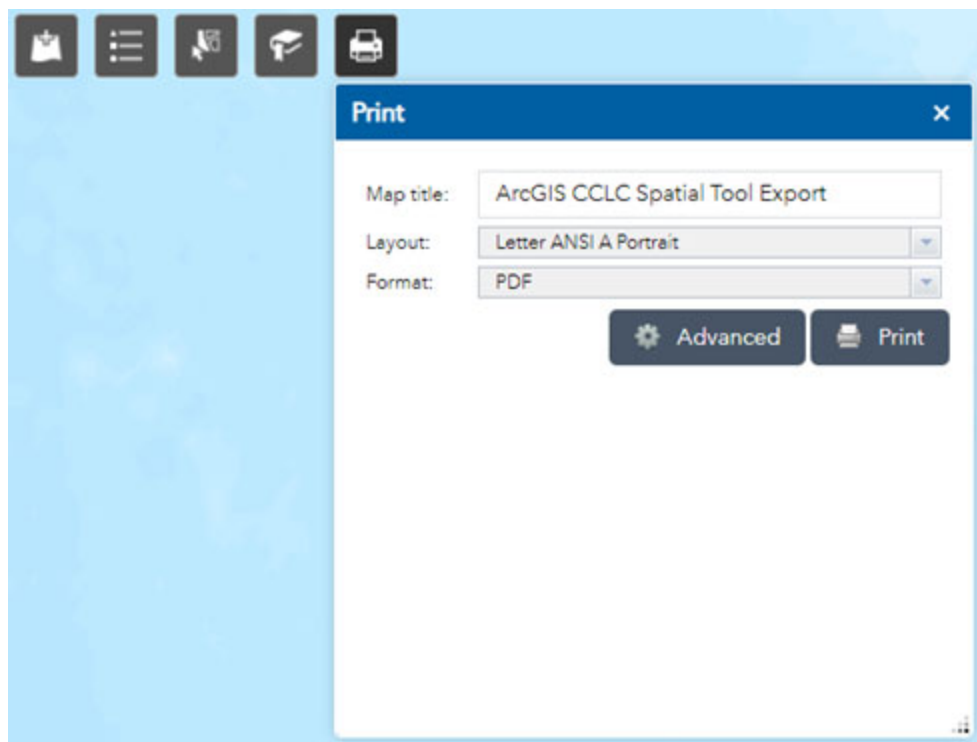 Print
Map title: ArcGIS CCLC Spatial Tool Export
Layout: Letter ANSI A Portrait
Format: PDF
Advanced Print